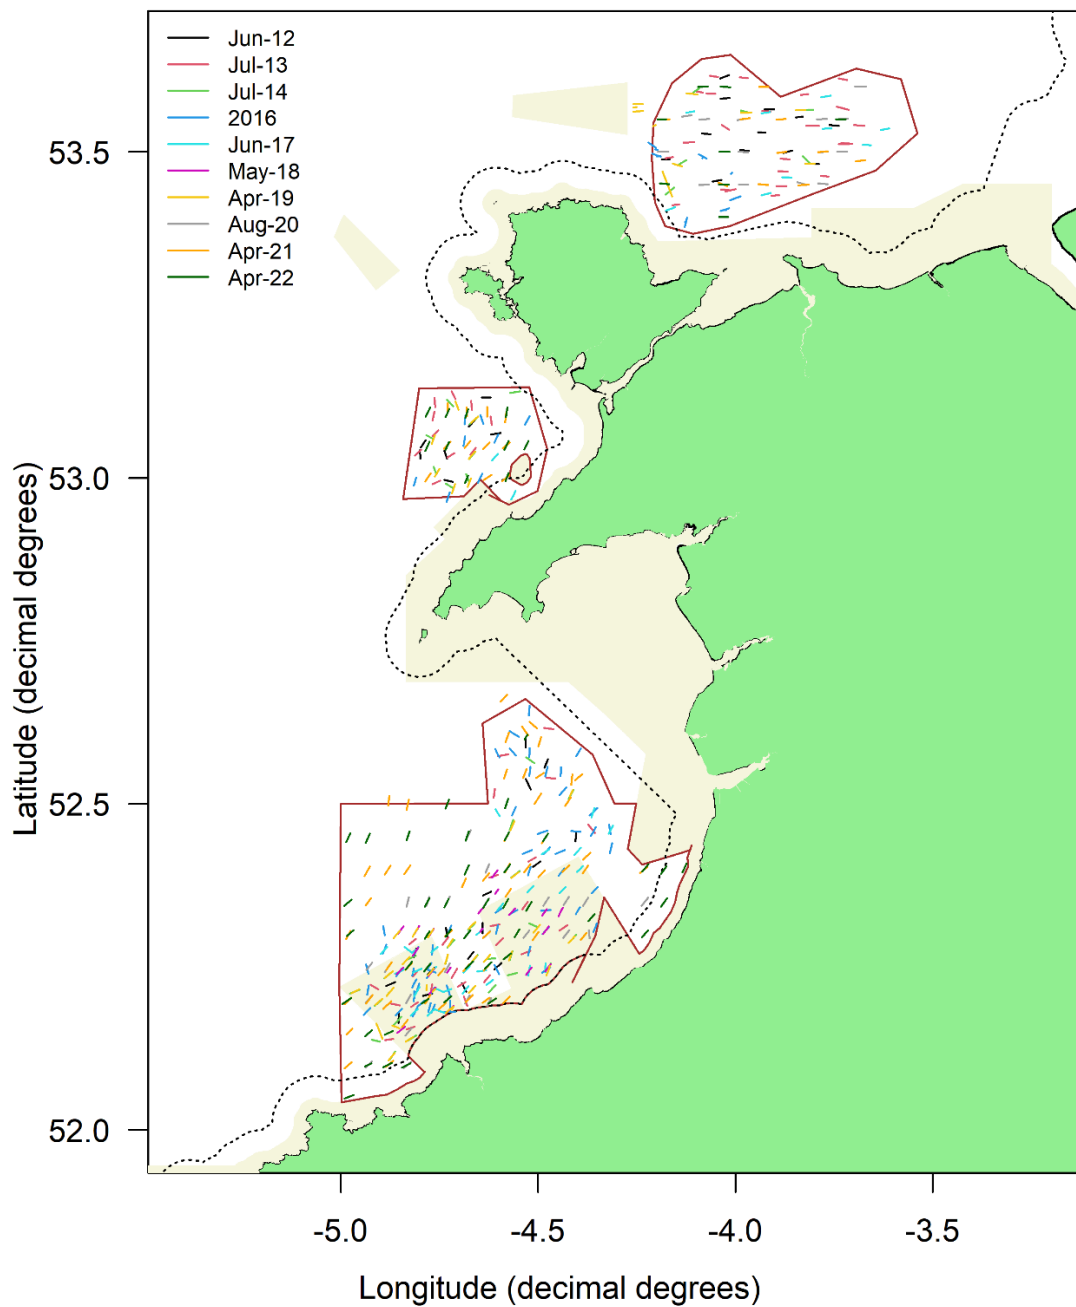 Jun-12
Jul-13
Jul-14
2016
Jun-17
May-18
Apr-19
Aug-20
Apr-21
Apr-22
53.5
53.0
52.5
52.0
Latitude (decimal degrees)
-5.0 -4.5 -4.0 -3.5
Longitude (decimal degrees)